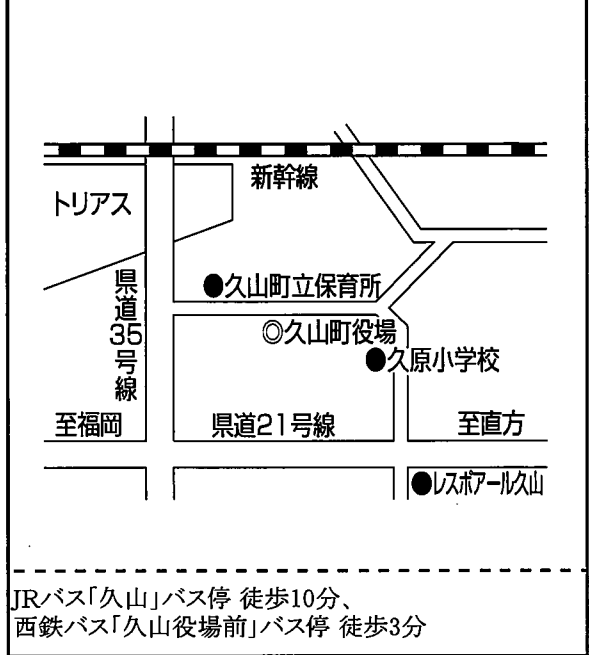 新幹線
トリアス
県道35号線
久山町立保育所
久山町役場
久原小学校
至福岡
県道21号線
至直方
レスポアール久山
JRバス「久山」バス停 徒歩10分、
西鉄バス「久山役場前」バス停 徒歩3分